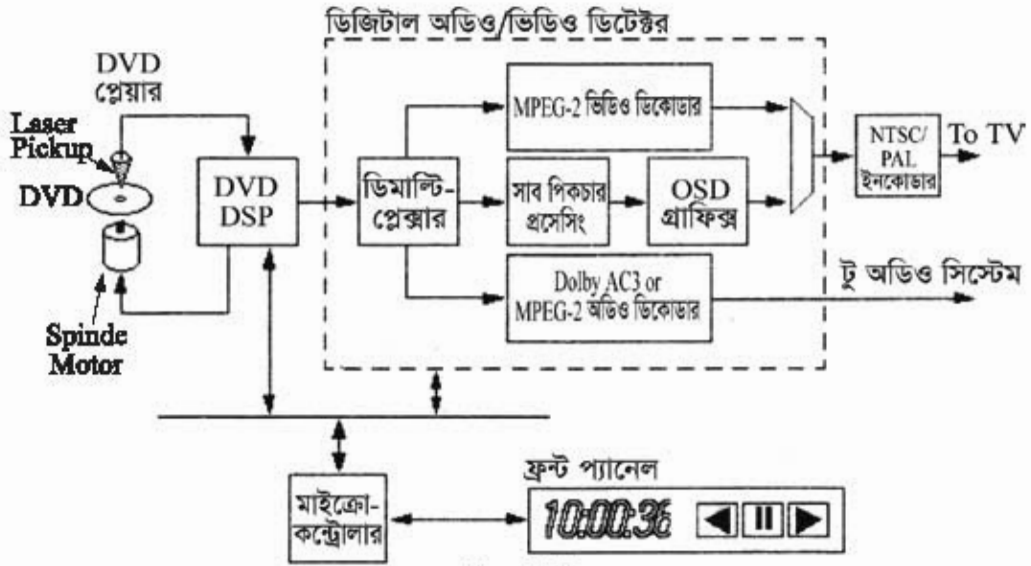 ডিজিটাল অডিও/ভিডিও ডিটেক্টর
DVD
প্লেয়ার
Laser
Pickup
DVD
DVD
DSP
Spinde
Motor
ডিমাল্টি-
প্লেক্সার
MPEG-2 ভিডিও ডিকোডার
সাব পিকচার
প্রসেসিং
OSD
গ্রাফিক্স
Dolby AC3 or
MPEG-2 অডিও ডিকোডার
NTSC/
PAL
ইনকোডার
To TV
টু অডিও সিস্টেম
মাইক্রো-
কন্ট্রোলার
ফ্রন্ট প্যানেল
10:00:36